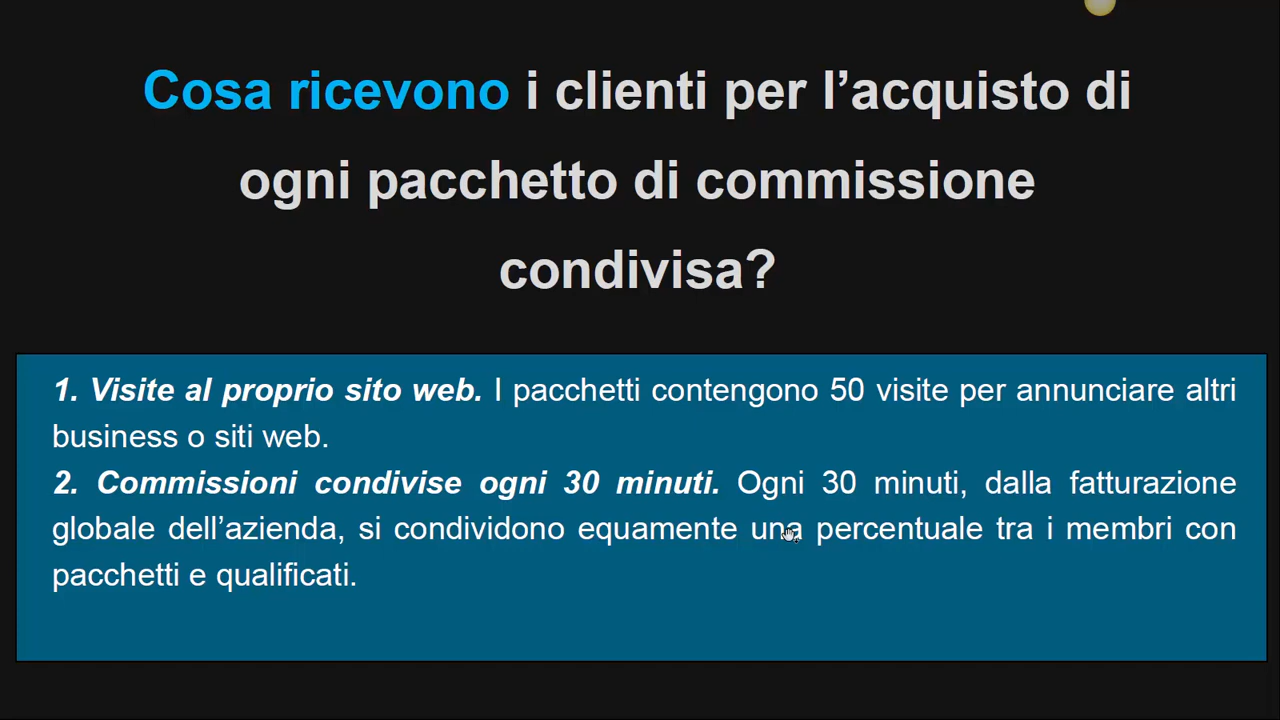 Cosa ricevono i clienti per l’acquisto di
ogni pacchetto di commissione
condivisa?
1. Visite al proprio sito web. I pacchetti contengono 50 visite per annunciare altri
business o siti web.
2. Commissioni condivise ogni 30 minuti. Ogni 30 minuti, dalla fatturazione
globale dell’azienda, si condividono equamente una percentuale tra i membri con
pacchetti e qualificati.